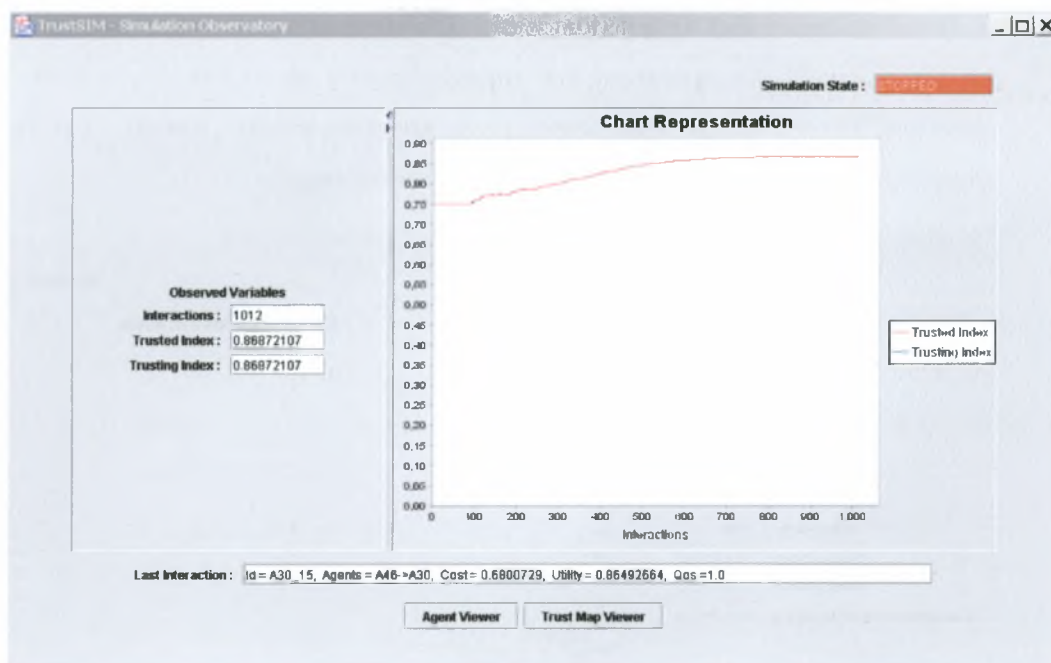 TrustSIM - Simulation Observatory
Simulation State : STOPPED
Chart Representation
0,90
0,85
0,80
0,75
0,70
0,65
0,60
0,55
0,50
0,45
0,40
0,35
0,30
0,25
0,20
0,15
0,10
0,05
0,00
0 100 200 300 400 500 600 700 800 900 1.000
Interactions
Trusted Index
Trusting Index
Observed Variables
Interactions : 1012
Trusted Index : 0.86872107
Trusting Index : 0.86872107
Last Interaction : Id = A30_15, Agents = A46->A30, Cost = 0.6800729, Utility = 0.86492664, Qos =1.0
Agent Viewer Trust Map Viewer